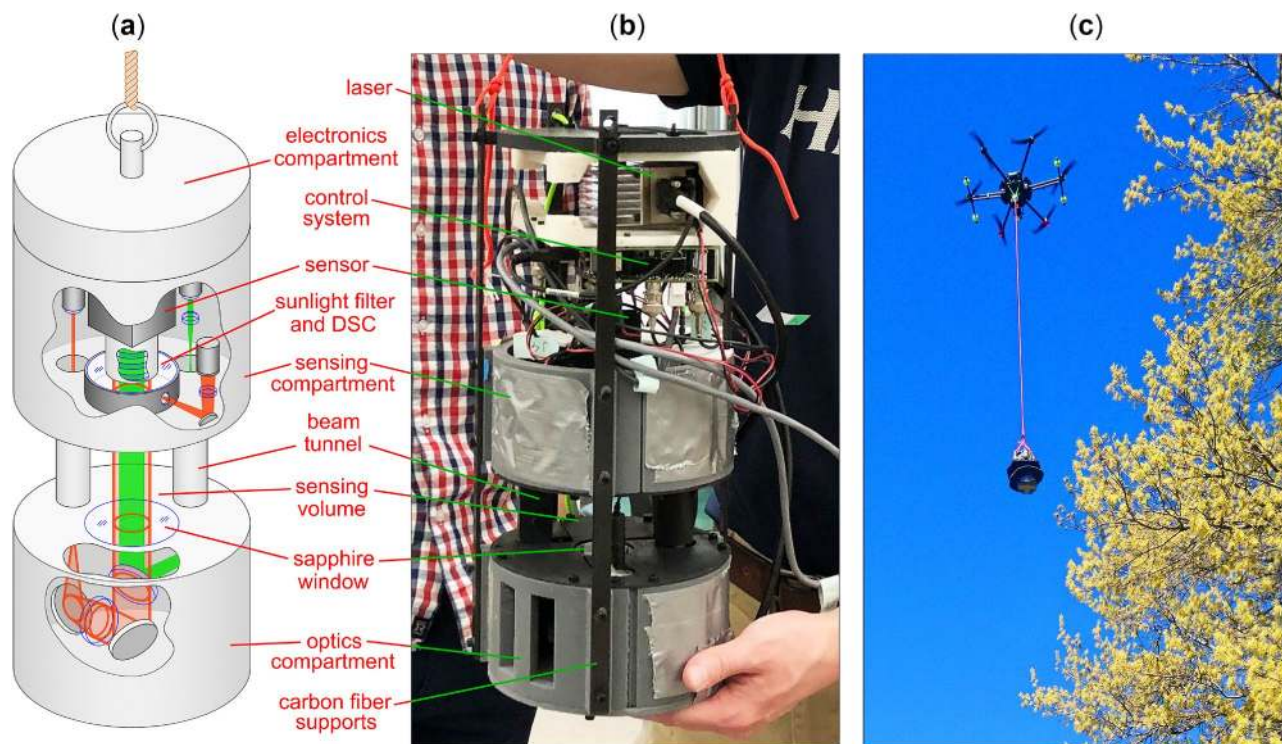 (a)
(b)
(c)
laser
electronics
compartment
control
system
sensor
sunlight filter
and DSC
sensing
compartment
beam
tunnel
sensing
volume
sapphire
window
optics
compartment
carbon fiber
supports